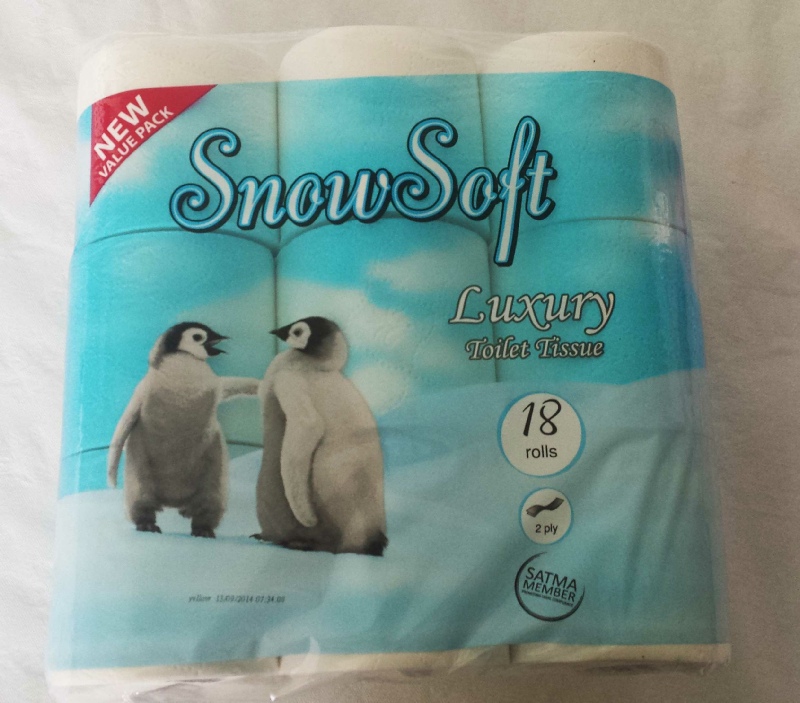 NEW
VALUE PACK
SnowSoft
Luxury
Toilet Tissue
18
rolls
2 ply
SATMA
MEMBER